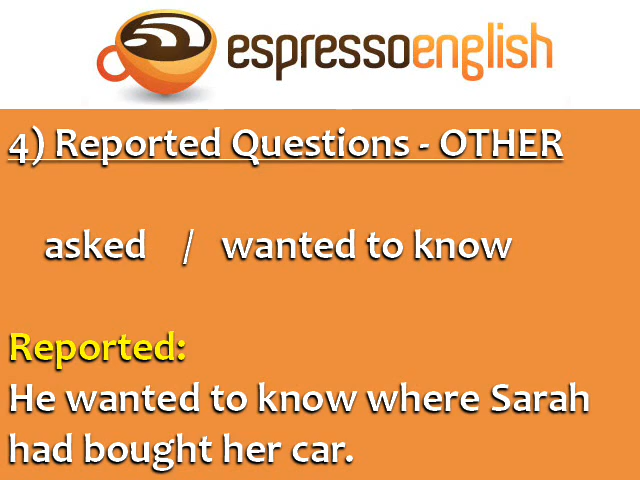 espressoenglish
4) Reported Questions - OTHER
asked / wanted to know
Reported:
He wanted to know where Sarah
had bought her car.